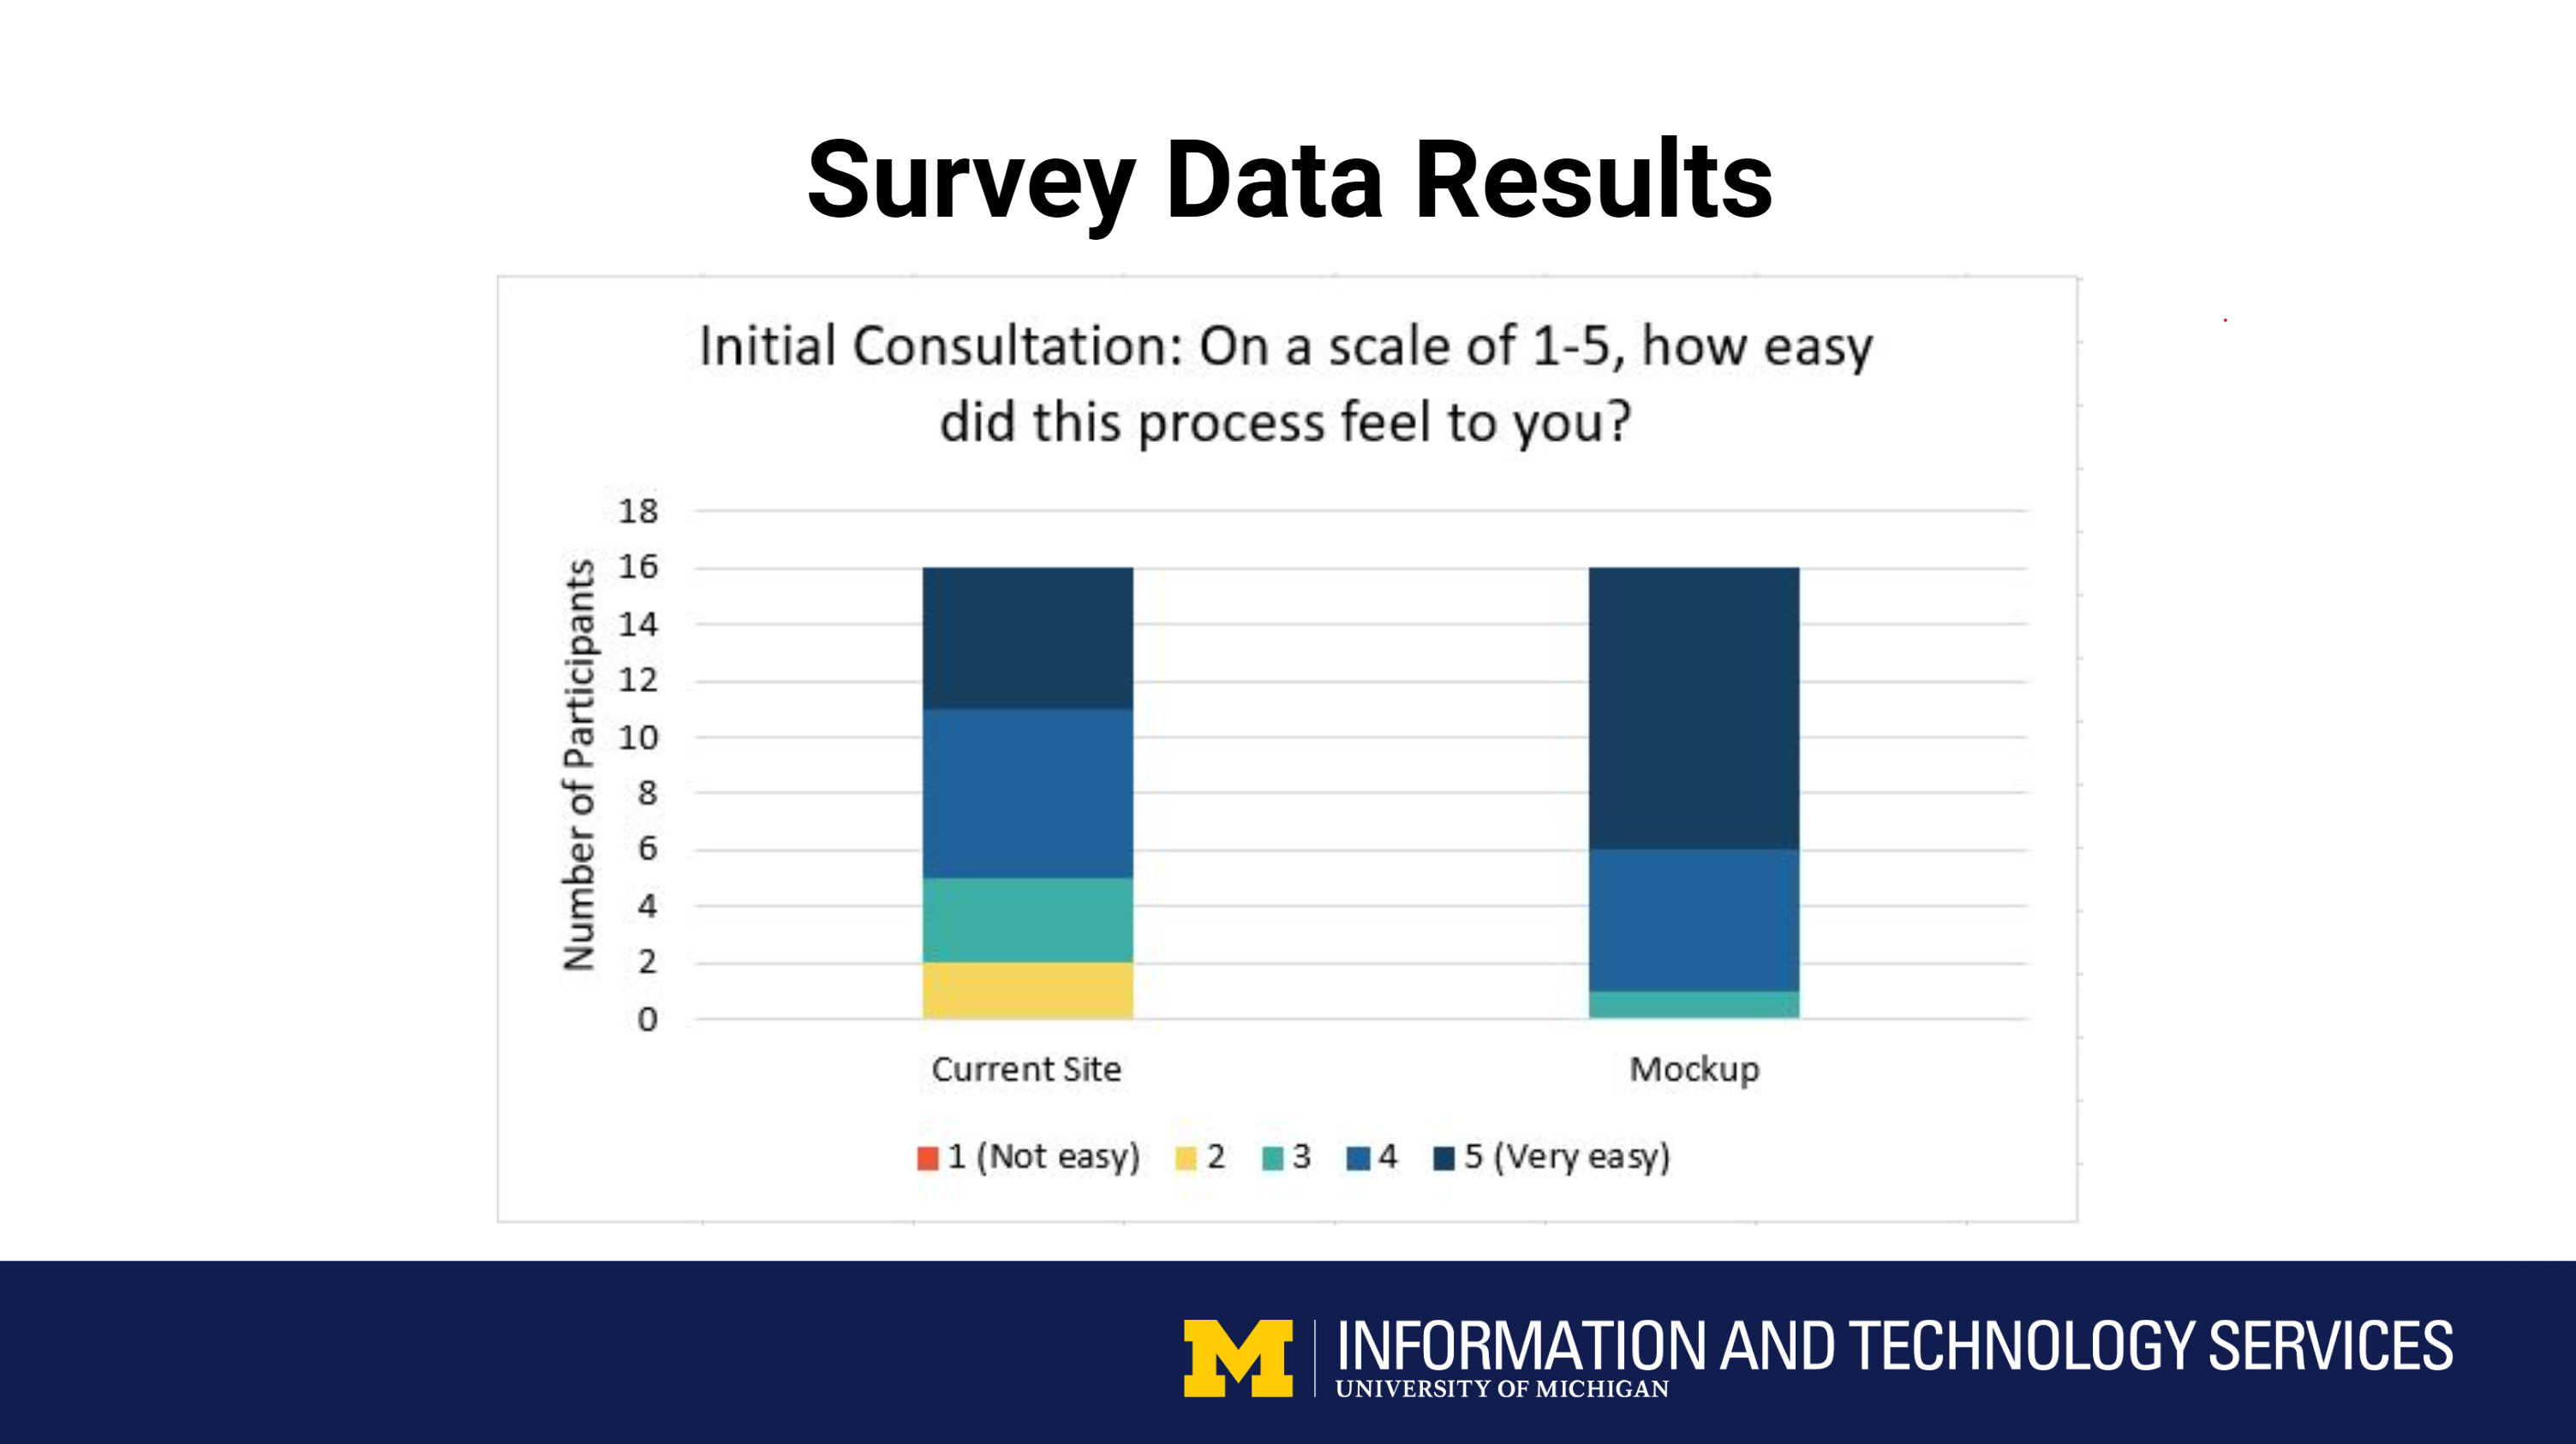 Survey Data Results
Initial Consultation: On a scale of 1-5, how easy
did this process feel to you?
Number of Participants
18
16
14
12
10
8
6
4
2
0
Current Site
Mockup
1 (Not easy) 2 3 4 5 (Very easy)
M
INFORMATION AND TECHNOLOGY SERVICES
UNIVERSITY OF MICHIGAN